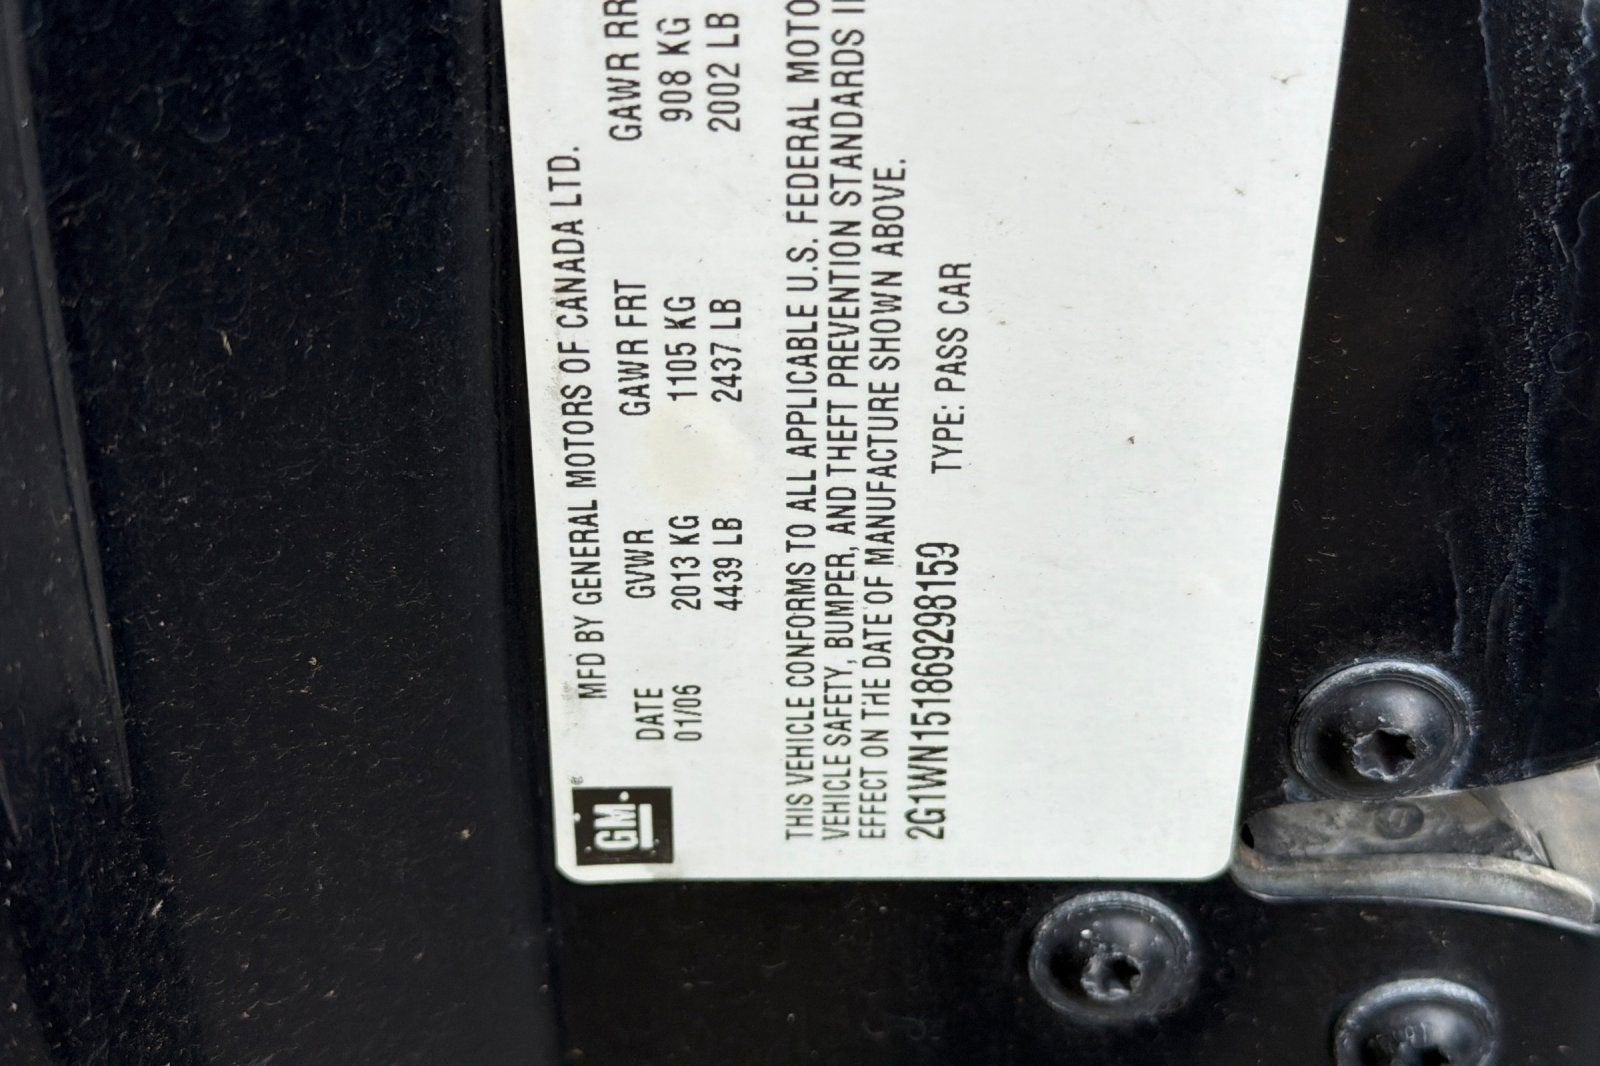 GM
MFD BY GENERAL MOTORS OF CANADA LTD.
DATE GVWR GAWR FRT GAWR RR
01/06 2013 KG 1105 KG 908 KG
4439 LB 2437 LB 2002 LB
THIS VEHICLE CONFORMS TO ALL APPLICABLE U.S. FEDERAL MOTO
VEHICLE SAFETY, BUMPER, AND THEFT PREVENTION STANDARDS I
EFFECT ON THE DATE OF MANUFACTURE SHOWN ABOVE.
2G1WN151869298159 TYPE: PASS CAR